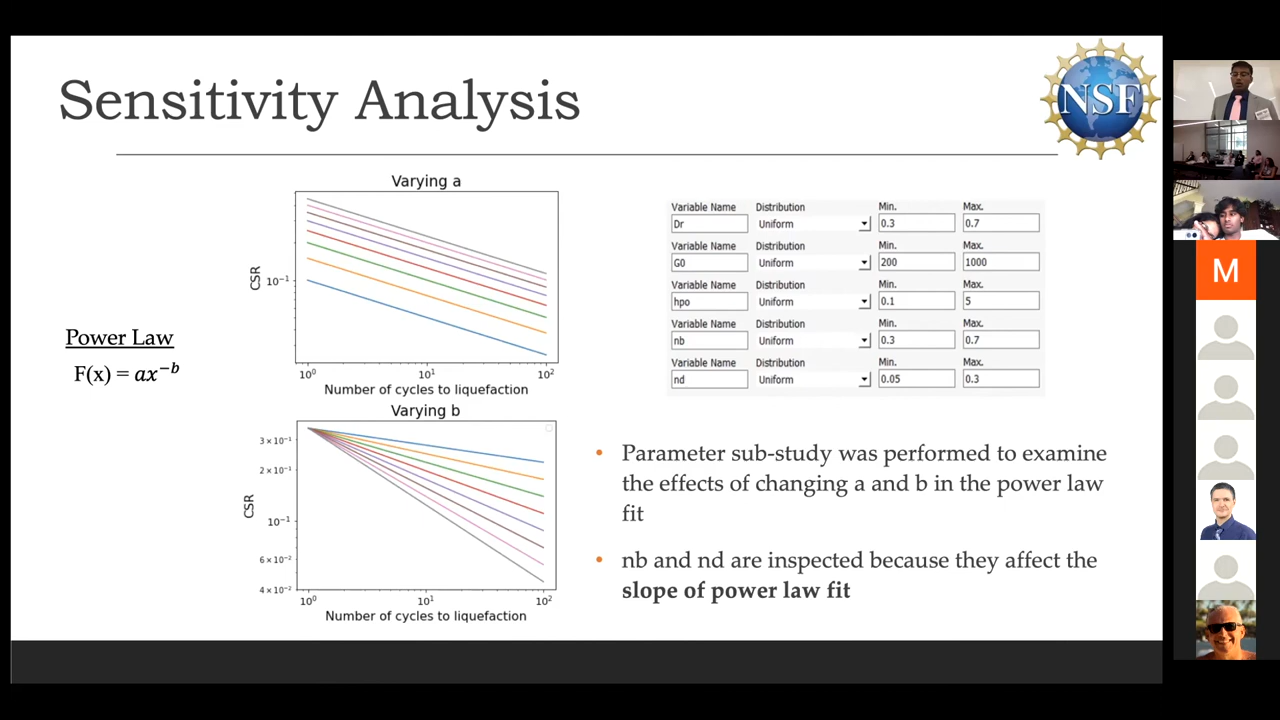 Sensitivity Analysis
NSF
Varying a
CSR
10⁻¹
10⁰
10¹
10²
Number of cycles to liquefaction
Power Law
F(x) = ax⁻ᵇ
Varying b
CSR
3 × 10⁻¹
2 × 10⁻¹
10⁻¹
6 × 10⁻²
4 × 10⁻²
10⁰
10¹
10²
Number of cycles to liquefaction
Variable Name Distribution Min. Max.
Dr Uniform 0.3 0.7
Variable Name Distribution Min. Max.
G0 Uniform 200 1000
Variable Name Distribution Min. Max.
hpo Uniform 0.1 5
Variable Name Distribution Min. Max.
nb Uniform 0.3 0.7
Variable Name Distribution Min. Max.
nd Uniform 0.05 0.3
• Parameter sub-study was performed to examine
the effects of changing a and b in the power law
fit
• nb and nd are inspected because they affect the
slope of power law fit
M